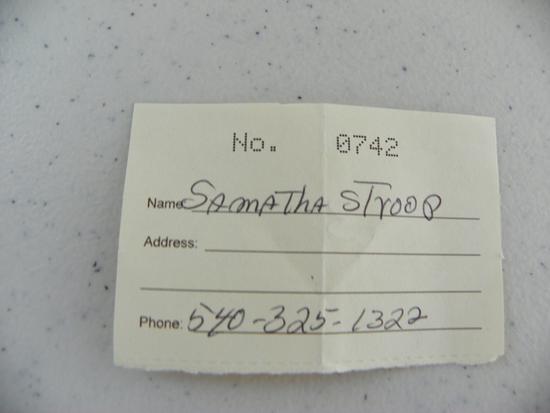 No. 0742
Name SAMATHA STROOP
Address:
Phone: 540-325-1322